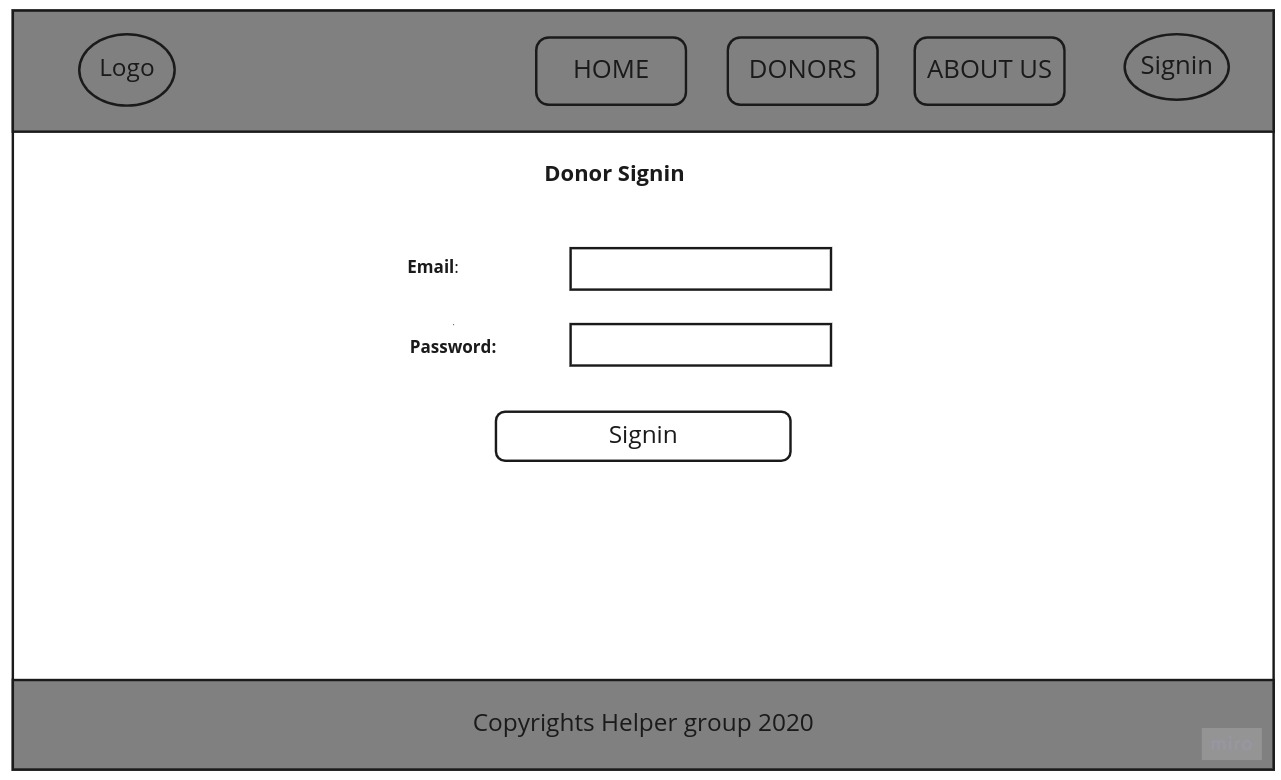 Logo
HOME
DONORS
ABOUT US
Signin
Donor Signin
Email:
Password:
Signin
Copyrights Helper group 2020
miro